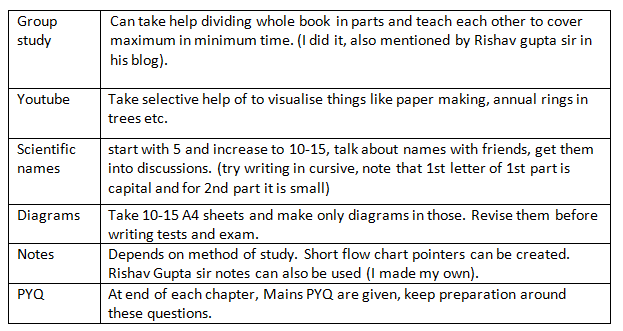 Group study
Can take help dividing whole book in parts and teach each other to cover
maximum in minimum time. (I did it, also mentioned by Rishav gupta sir in
his blog).
Youtube
Take selective help of to visualise things like paper making, annual rings in
trees etc.
Scientific names
start with 5 and increase to 10-15, talk about names with friends, get them
into discussions. (try writing in cursive, note that 1st letter of 1st part is
capital and for 2nd part it is small)
Diagrams
Take 10-15 A4 sheets and make only diagrams in those. Revise them before
writing tests and exam.
Notes
Depends on method of study. Short flow chart pointers can be created.
Rishav Gupta sir notes can also be used (I made my own).
PYQ
At end of each chapter, Mains PYQ are given, keep preparation around
these questions.